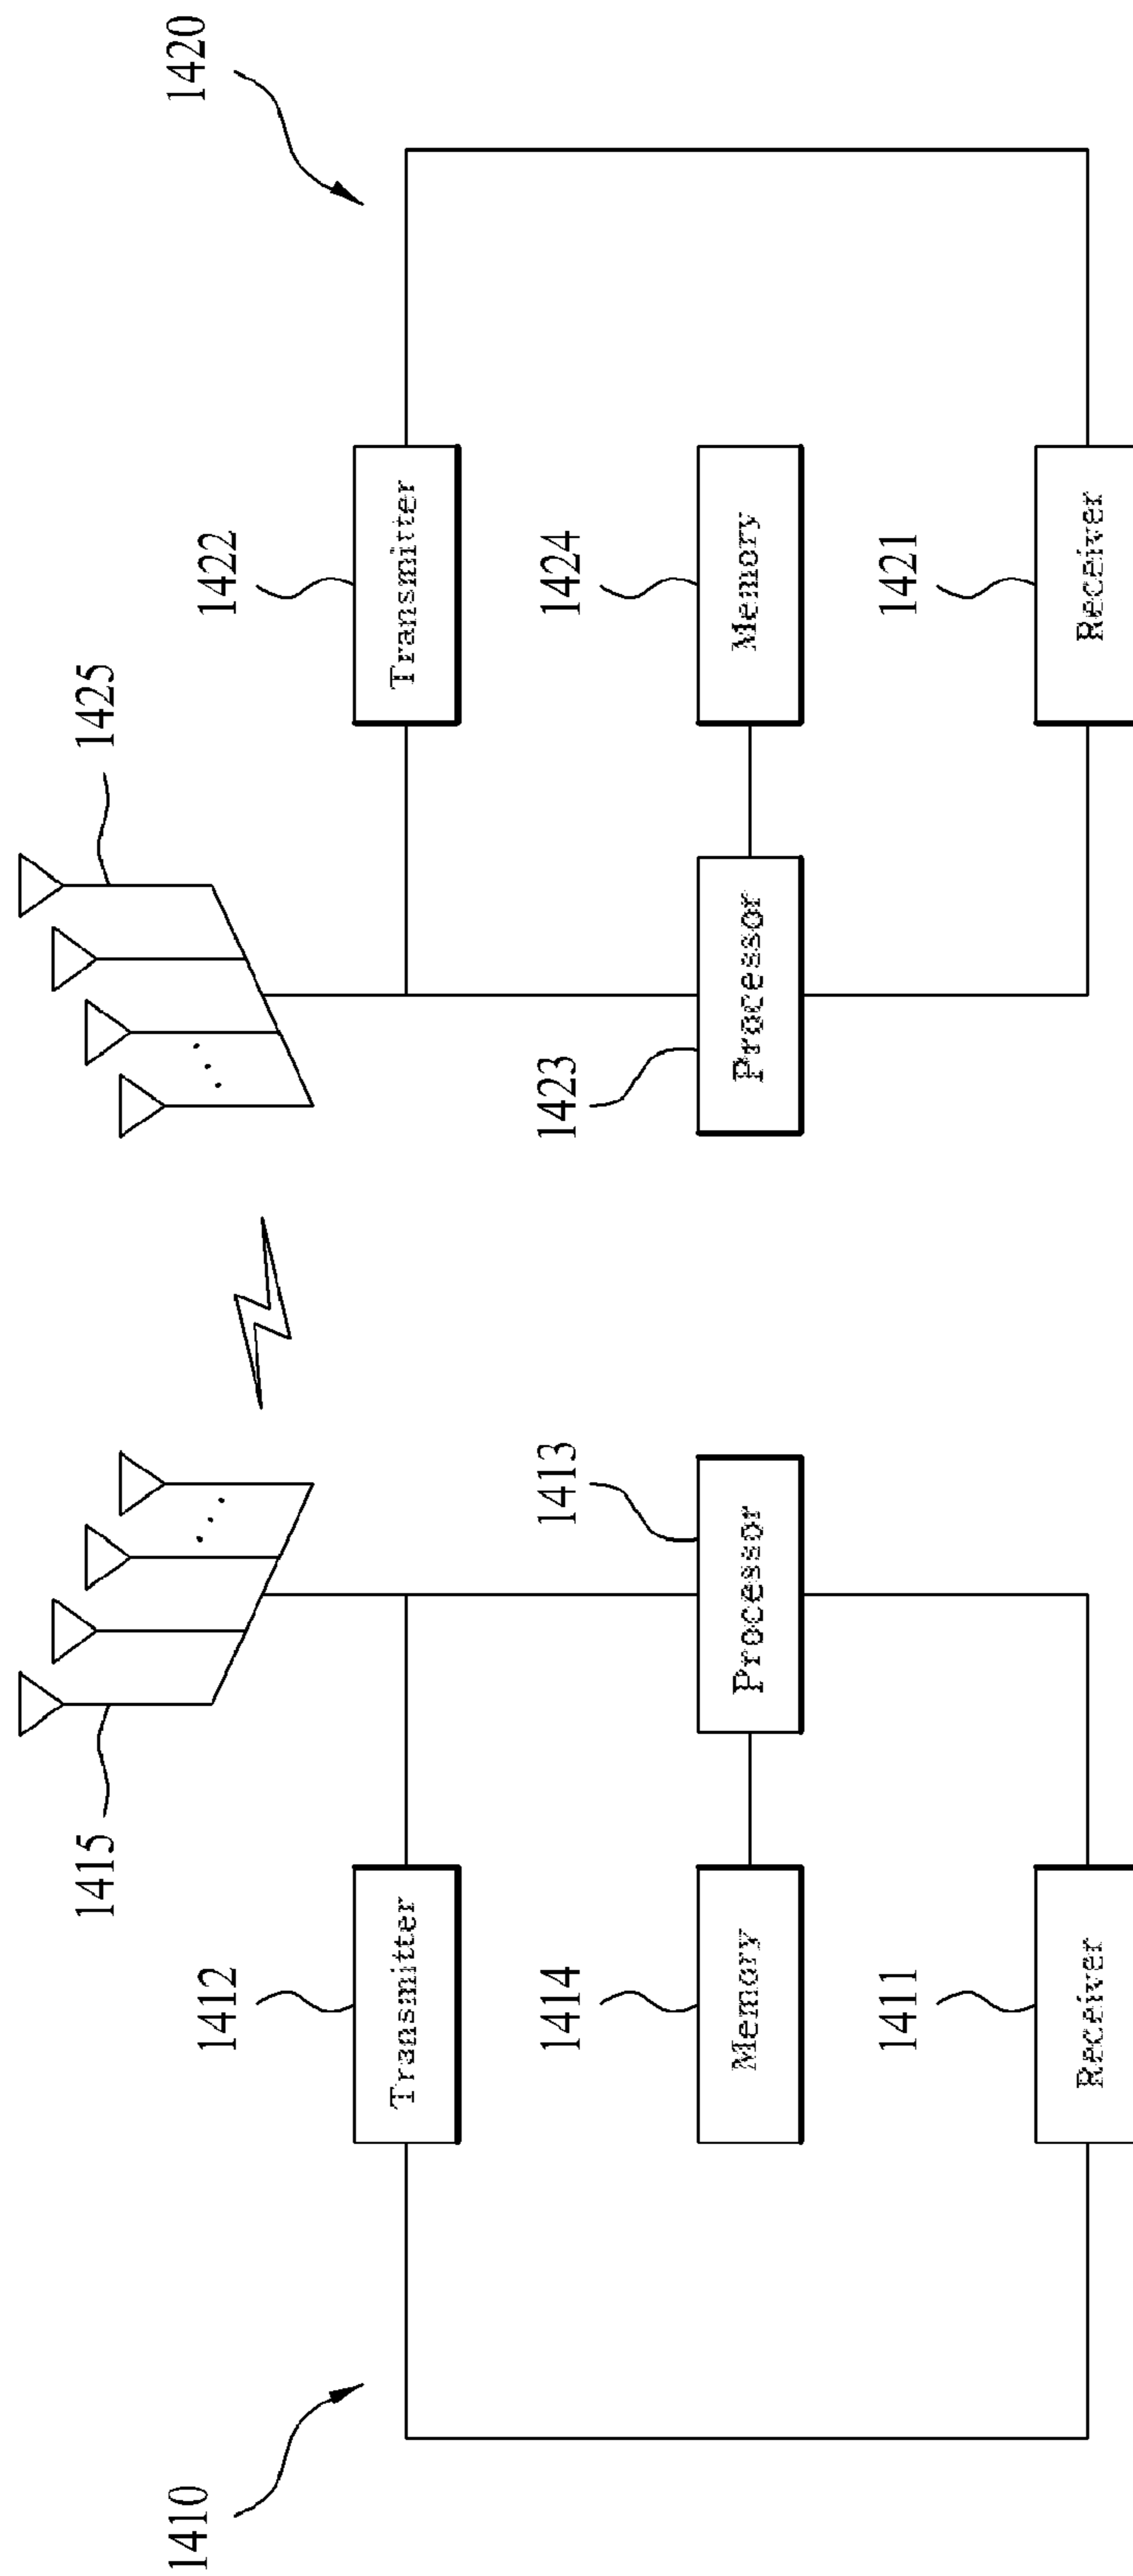 1410
1420
1415
1425
1412
Transmitter
1422
Transmitter
1413
Processor
1423
Processor
1414
Memory
1424
Memory
1411
Receiver
1421
Receiver